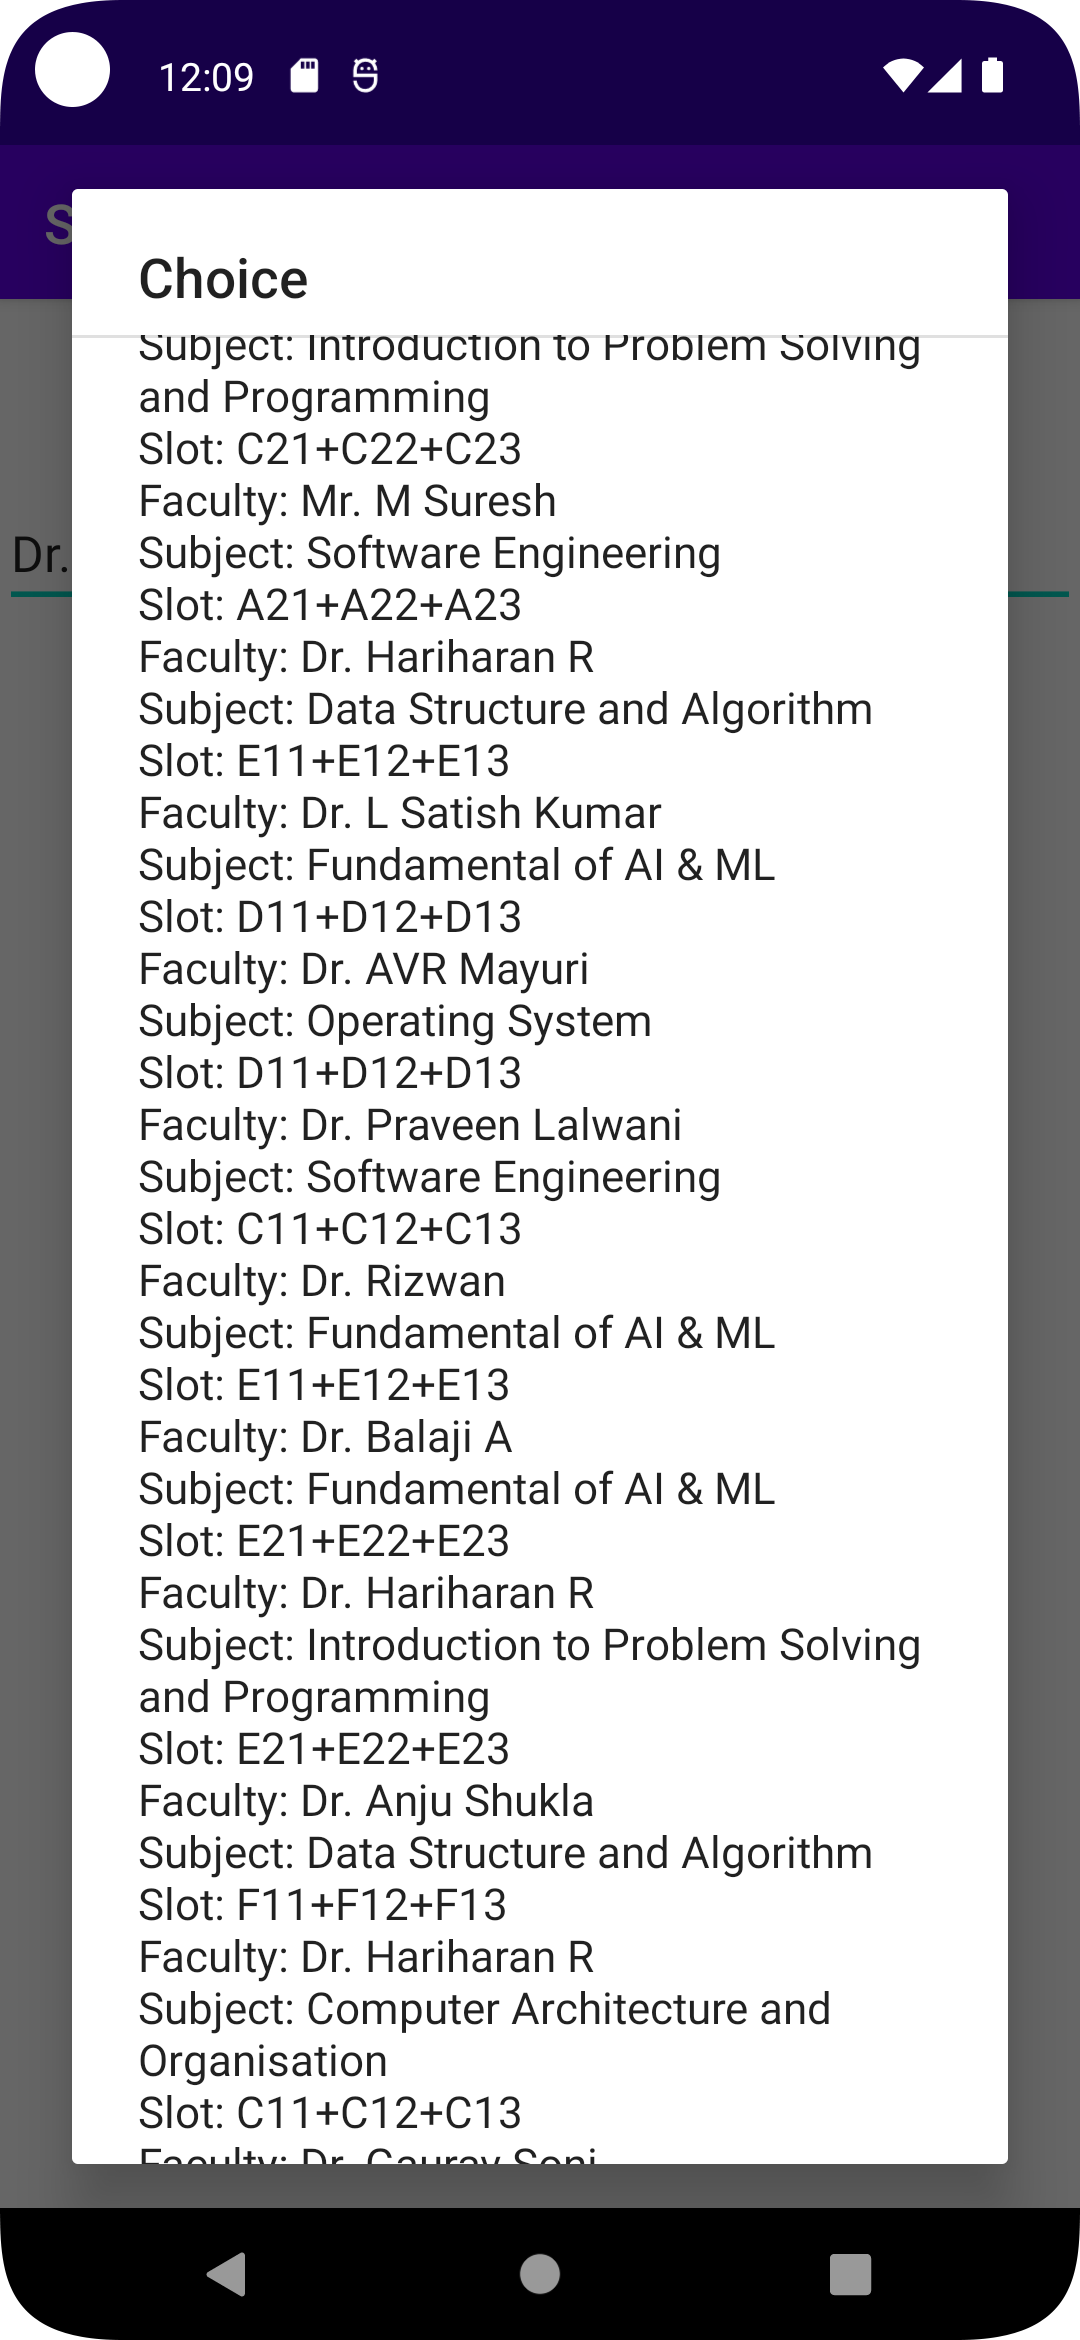 12:09
S
Choice
Subject: Introduction to Problem Solving
and Programming
Slot: C21+C22+C23
Faculty: Mr. M Suresh
Dr.
Subject: Software Engineering
Slot: A21+A22+A23
Faculty: Dr. Hariharan R
Subject: Data Structure and Algorithm
Slot: E11+E12+E13
Faculty: Dr. L Satish Kumar
Subject: Fundamental of AI & ML
Slot: D11+D12+D13
Faculty: Dr. AVR Mayuri
Subject: Operating System
Slot: D11+D12+D13
Faculty: Dr. Praveen Lalwani
Subject: Software Engineering
Slot: C11+C12+C13
Faculty: Dr. Rizwan
Subject: Fundamental of AI & ML
Slot: E11+E12+E13
Faculty: Dr. Balaji A
Subject: Fundamental of AI & ML
Slot: E21+E22+E23
Faculty: Dr. Hariharan R
Subject: Introduction to Problem Solving
and Programming
Slot: E21+E22+E23
Faculty: Dr. Anju Shukla
Subject: Data Structure and Algorithm
Slot: F11+F12+F13
Faculty: Dr. Hariharan R
Subject: Computer Architecture and
Organisation
Slot: C11+C12+C13
Faculty: Dr. Gaurav Soni